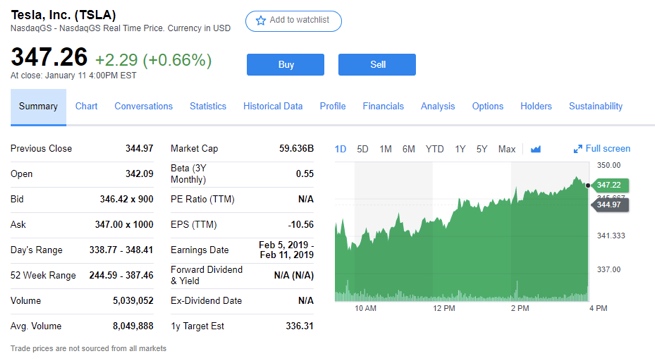 Tesla, Inc. (TSLA)
NasdaqGS - NasdaqGS Real Time Price. Currency in USD
Add to watchlist
347.26 +2.29 (+0.66%)
At close: January 11 4:00PM EST
Buy
Sell
Summary Chart Conversations Statistics Historical Data Profile Financials Analysis Options Holders Sustainability
Previous Close 344.97
Open 342.09
Bid 346.42 x 900
Ask 347.00 x 1000
Day's Range 338.77 - 348.41
52 Week Range 244.59 - 387.46
Volume 5,039,052
Avg. Volume 8,049,888
Market Cap 59.636B
Beta (3Y
Monthly) 0.55
PE Ratio (TTM) N/A
EPS (TTM) -10.56
Earnings Date Feb 5, 2019 -
Feb 11, 2019
Forward Dividend
& Yield N/A (N/A)
Ex-Dividend Date N/A
1y Target Est 336.31
1D 5D 1M 6M YTD 1Y 5Y Max
Full screen
350.00
347.22
344.97
341.333
337.00
10 AM 12 PM 2 PM 4 PM
Trade prices are not sourced from all markets